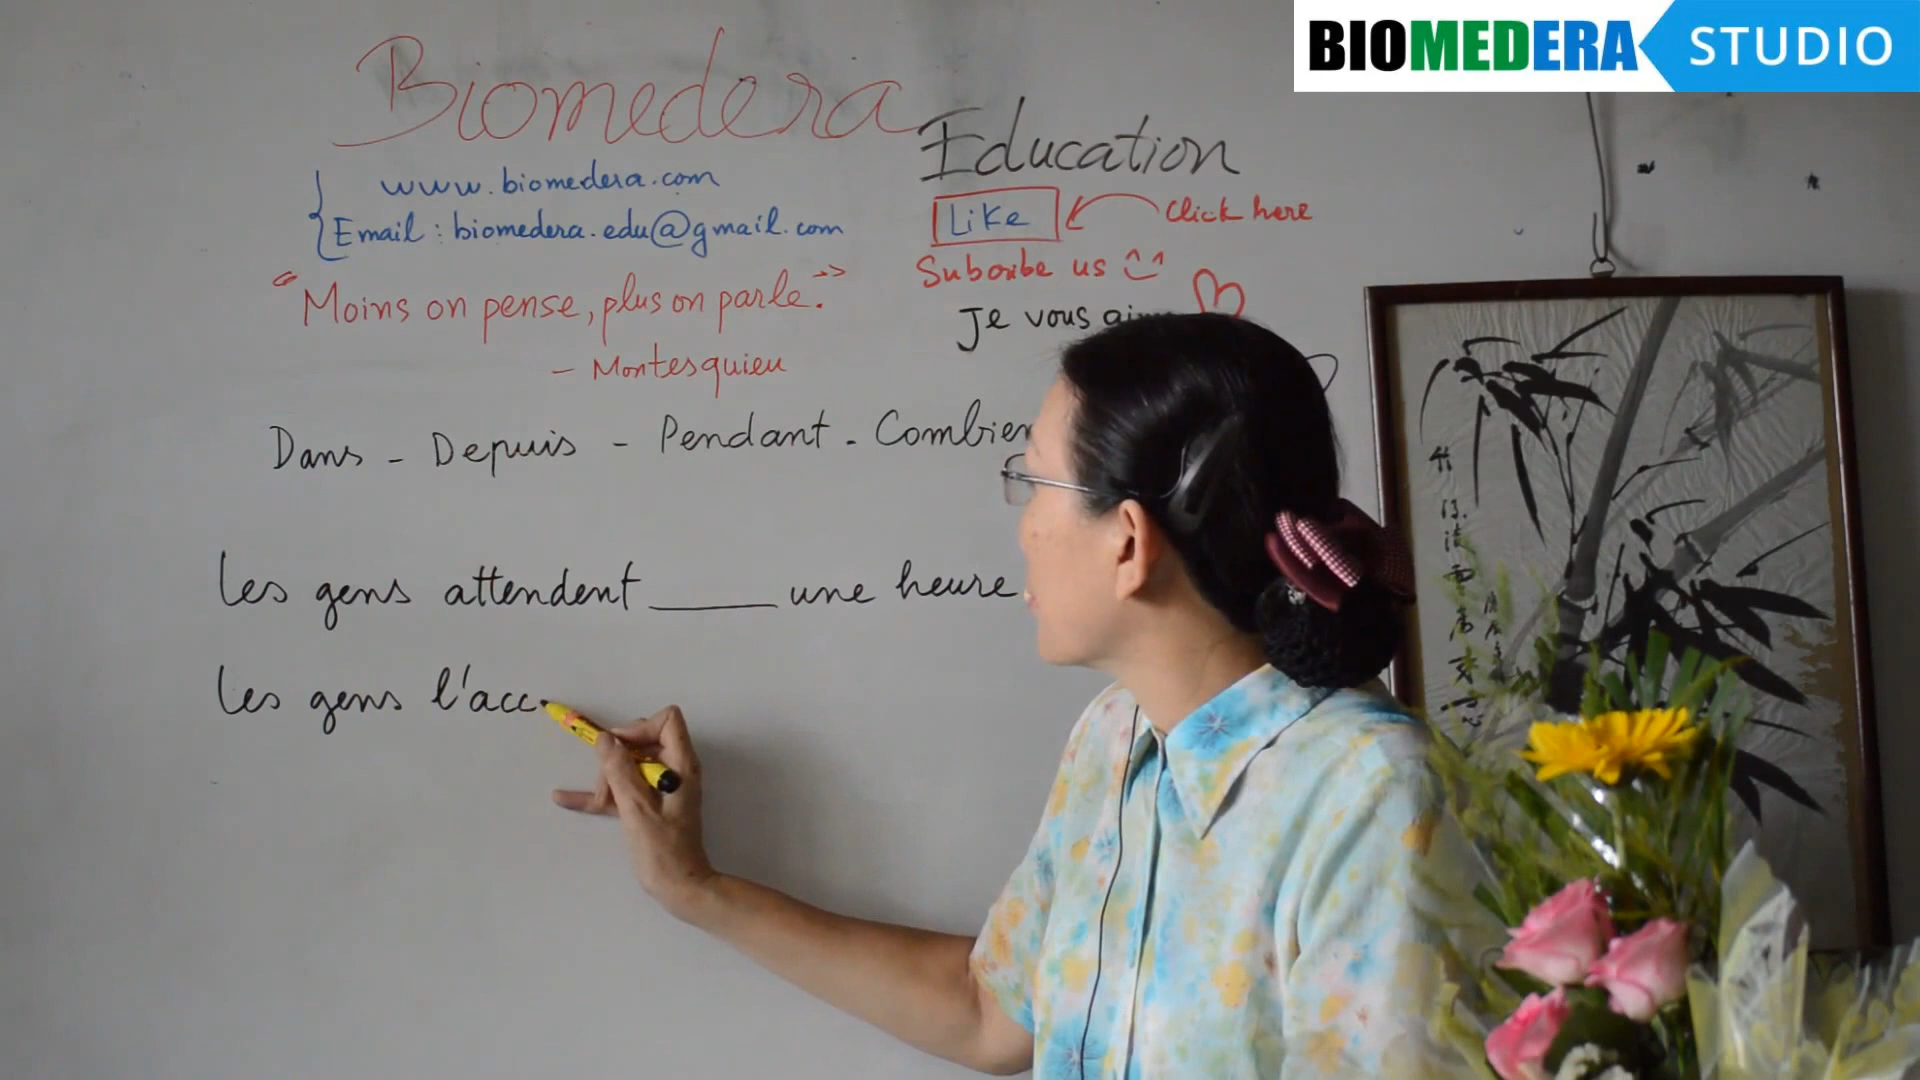 BIOMEDERA STUDIO
Biomedera
Education
www.biomedera.com
Email: biomedera.edu@gmail.com
Like
Click here
Subcribe us
"Moins on pense, plus on parle."
Je vous
- Montesquieu
Dans - Depuis - Pendant - Combien
Les gens attendent ____ une heure
Les gens l'acc